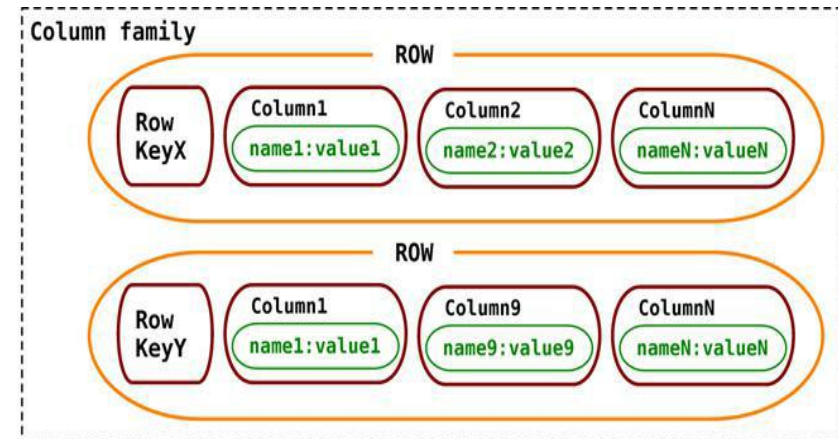 Column family
ROW
Row
KeyX
Column1
name1:value1
Column2
name2:value2
ColumnN
nameN:valueN
ROW
Row
KeyY
Column1
name1:value1
Column9
name9:value9
ColumnN
nameN:valueN